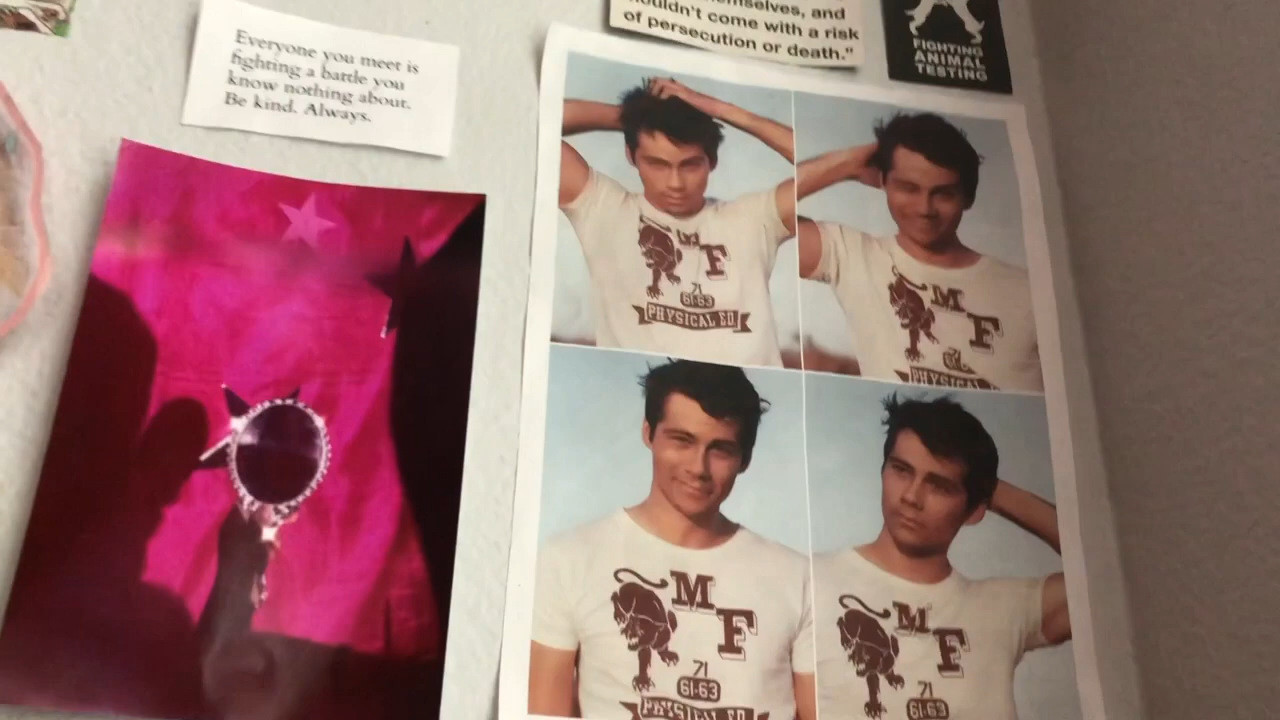 Everyone you meet is
fighting a battle you
know nothing about.
Be kind. Always.
and
come with a risk
of persecution or death."
FIGHTING
ANIMAL
TESTING
M
F
71
61-63
PHYSICAL ED.
M
F
PHYSICAL
M
F
71
61-63
PHYSICAL ED
M
F
71
61-63